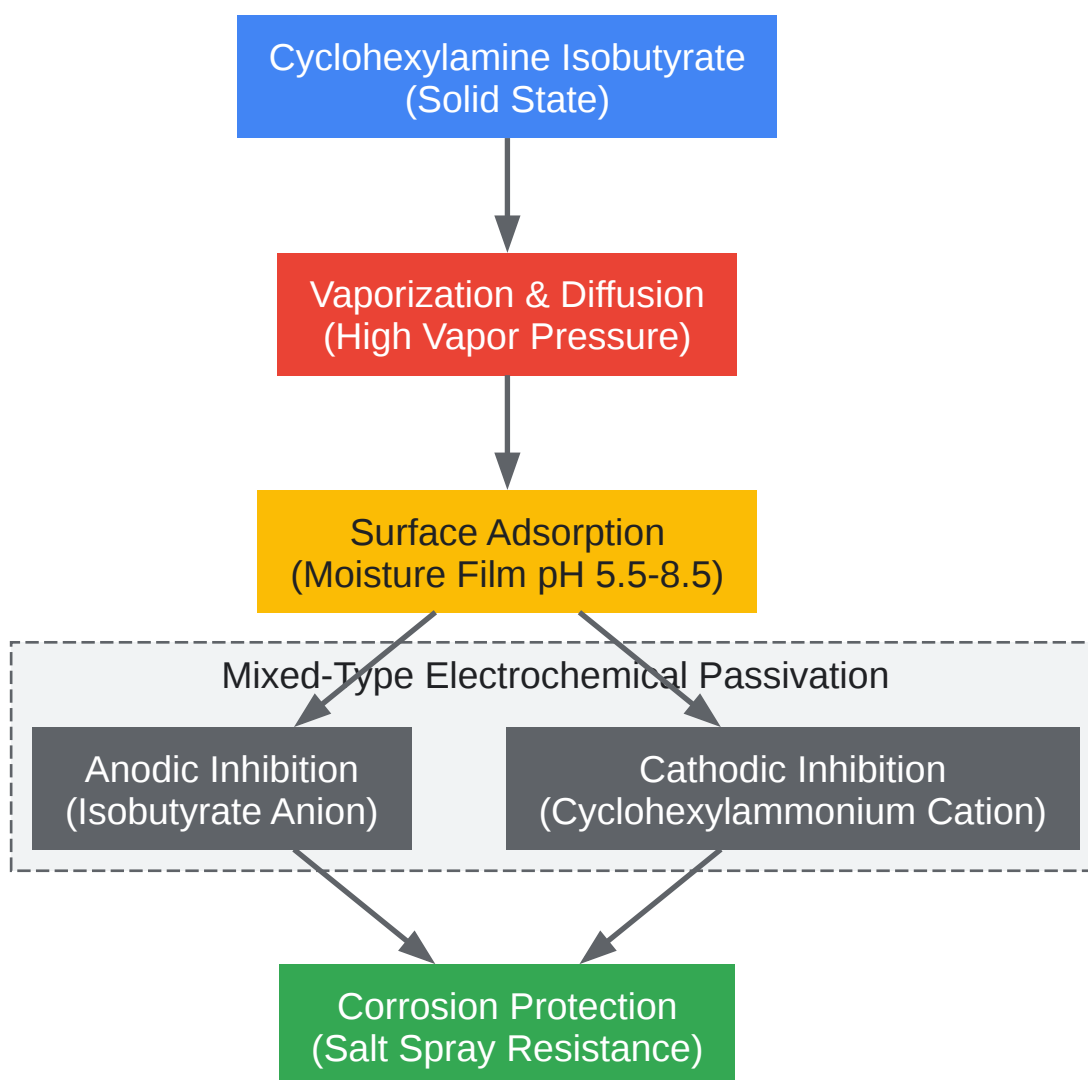 Cyclohexylamine Isobutyrate
(Solid State)
Vaporization & Diffusion
(High Vapor Pressure)
Surface Adsorption
(Moisture Film pH 5.5-8.5)
Mixed-Type Electrochemical Passivation
Anodic Inhibition
(Isobutyrate Anion)
Cathodic Inhibition
(Cyclohexylammonium Cation)
Corrosion Protection
(Salt Spray Resistance)